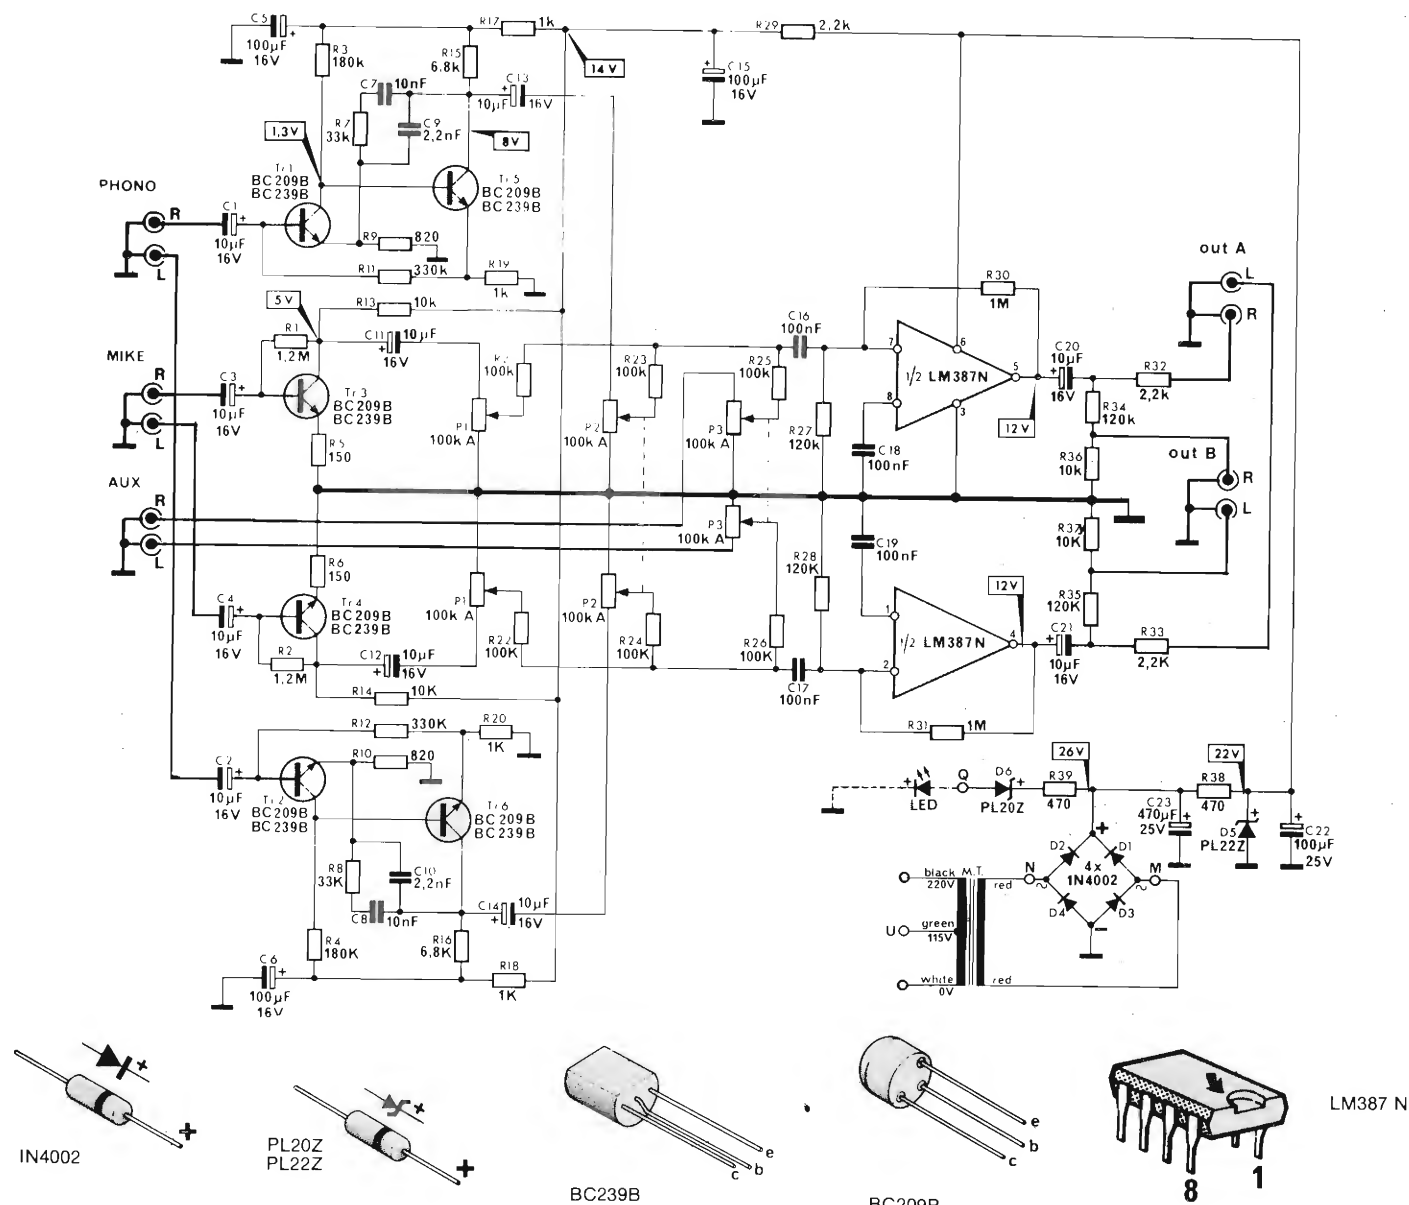 C5
100µF
16V
R3
180k
R17
1k
R15
6.8k
14V
R29
2,2k
C15
100µF
16V
C7
10nF
C13
10µF
16V
R7
33k
C9
2,2nF
1,3V
8V
Tr1
BC209B
BC239B
Tr5
BC209B
BC239B
PHONO
R
L
C1
10µF
16V
R9
820
R11
330k
R19
1k
out A
L
R
5V
R13
10k
R1
1,2M
C11
10µF
16V
MIKE
R
L
C3
10µF
16V
Tr3
BC209B
BC239B
R5
150
100k
P1
100k A
R23
100k
P2
100k A
R25
100k
P3
100k A
C16
100nF
R27
120k
R30
1M
7
6
5
8
3
1/2 LM387N
C18
100nF
12V
C20
10µF
16V
R32
2,2k
R34
120k
R36
10k
out B
R
L
AUX
R
L
P3
100k A
C19
100nF
R37
10K
R6
150
R28
120K
12V
R35
120K
C4
10µF
16V
Tr4
BC209B
BC239B
P1
100k A
P2
100k A
R22
100K
R24
100K
R26
100K
1
2
4
1/2 LM387N
C21
10µF
16V
R33
2,2K
R2
1,2M
C12
10µF
16V
C17
100nF
R14
10K
R31
1M
R12
330K
R20
1K
R10
820
C2
10µF
16V
Tr2
BC209B
BC239B
Tr6
BC209B
BC239B
26V
22V
LED
Q
D6
PL20Z
R39
470
R38
470
C23
470µF
25V
D5
PL22Z
C22
100µF
25V
R8
33K
C10
2,2nF
C8
10nF
C14
10µF
16V
D2
D1
4x
1N4002
D4
D3
N
M
black
220V
M.T.
red
U
green
115V
white
0V
red
R4
180K
R16
6,8K
C6
100µF
16V
R18
1K
IN4002
PL20Z
PL22Z
e
b
c
BC239B
e
b
c
BC209B
8
1
LM387 N